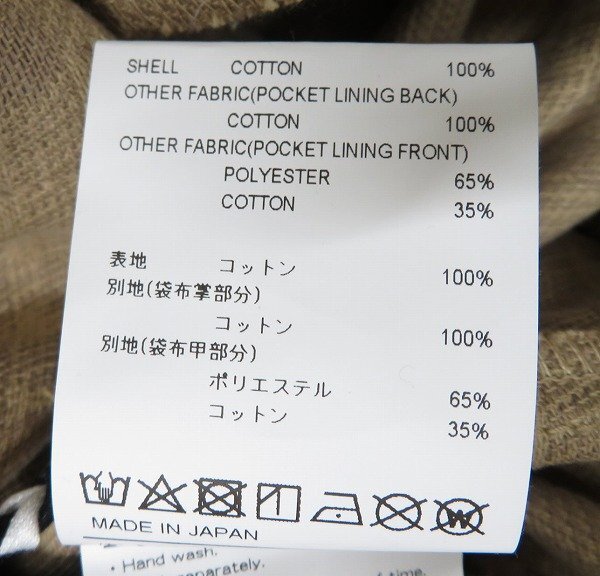 SHELL COTTON 100%
OTHER FABRIC(POCKET LINING BACK)
COTTON 100%
OTHER FABRIC(POCKET LINING FRONT)
POLYESTER 65%
COTTON 35%
表地 コットン 100%
別地(袋布掌部分)
コットン 100%
別地(袋布甲部分)
ポリエステル 65%
コットン 35%
W
MADE IN JAPAN
・Hand wash.
separately.
of time.